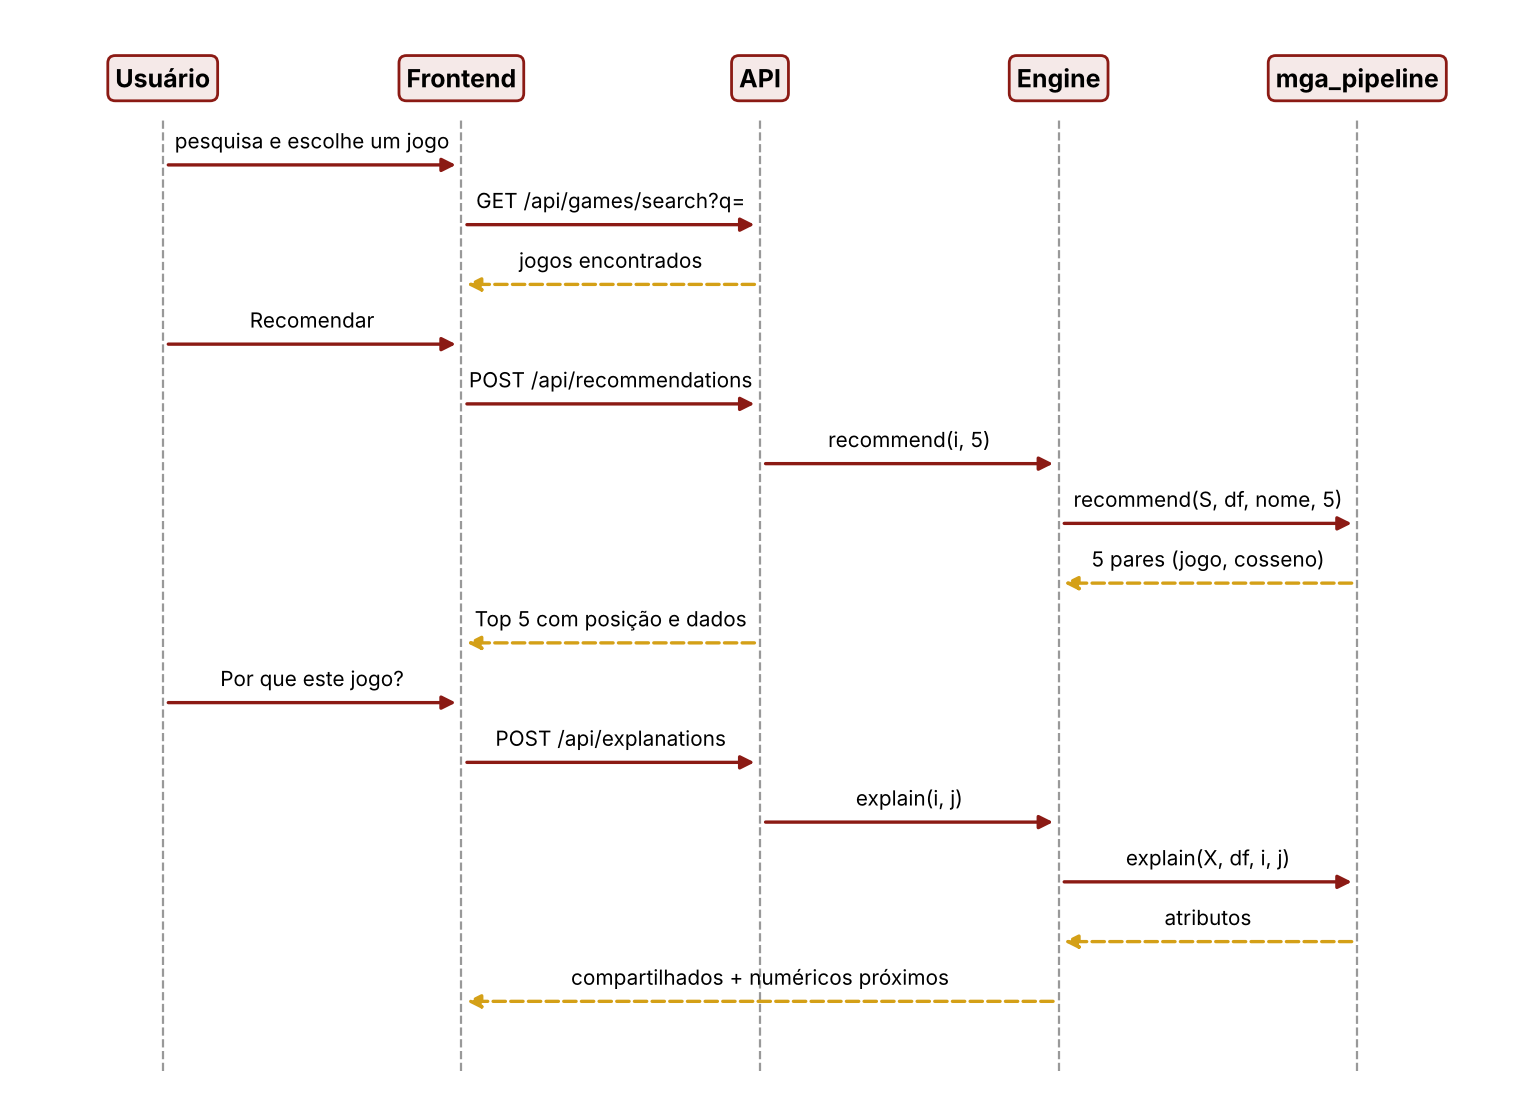 Usuário
Frontend
API
Engine
mga_pipeline
pesquisa e escolhe um jogo
GET /api/games/search?q=
jogos encontrados
Recomendar
POST /api/recommendations
recommend(i, 5)
recommend(S, df, nome, 5)
5 pares (jogo, cosseno)
Top 5 com posição e dados
Por que este jogo?
POST /api/explanations
explain(i, j)
explain(X, df, i, j)
atributos
compartilhados + numéricos próximos